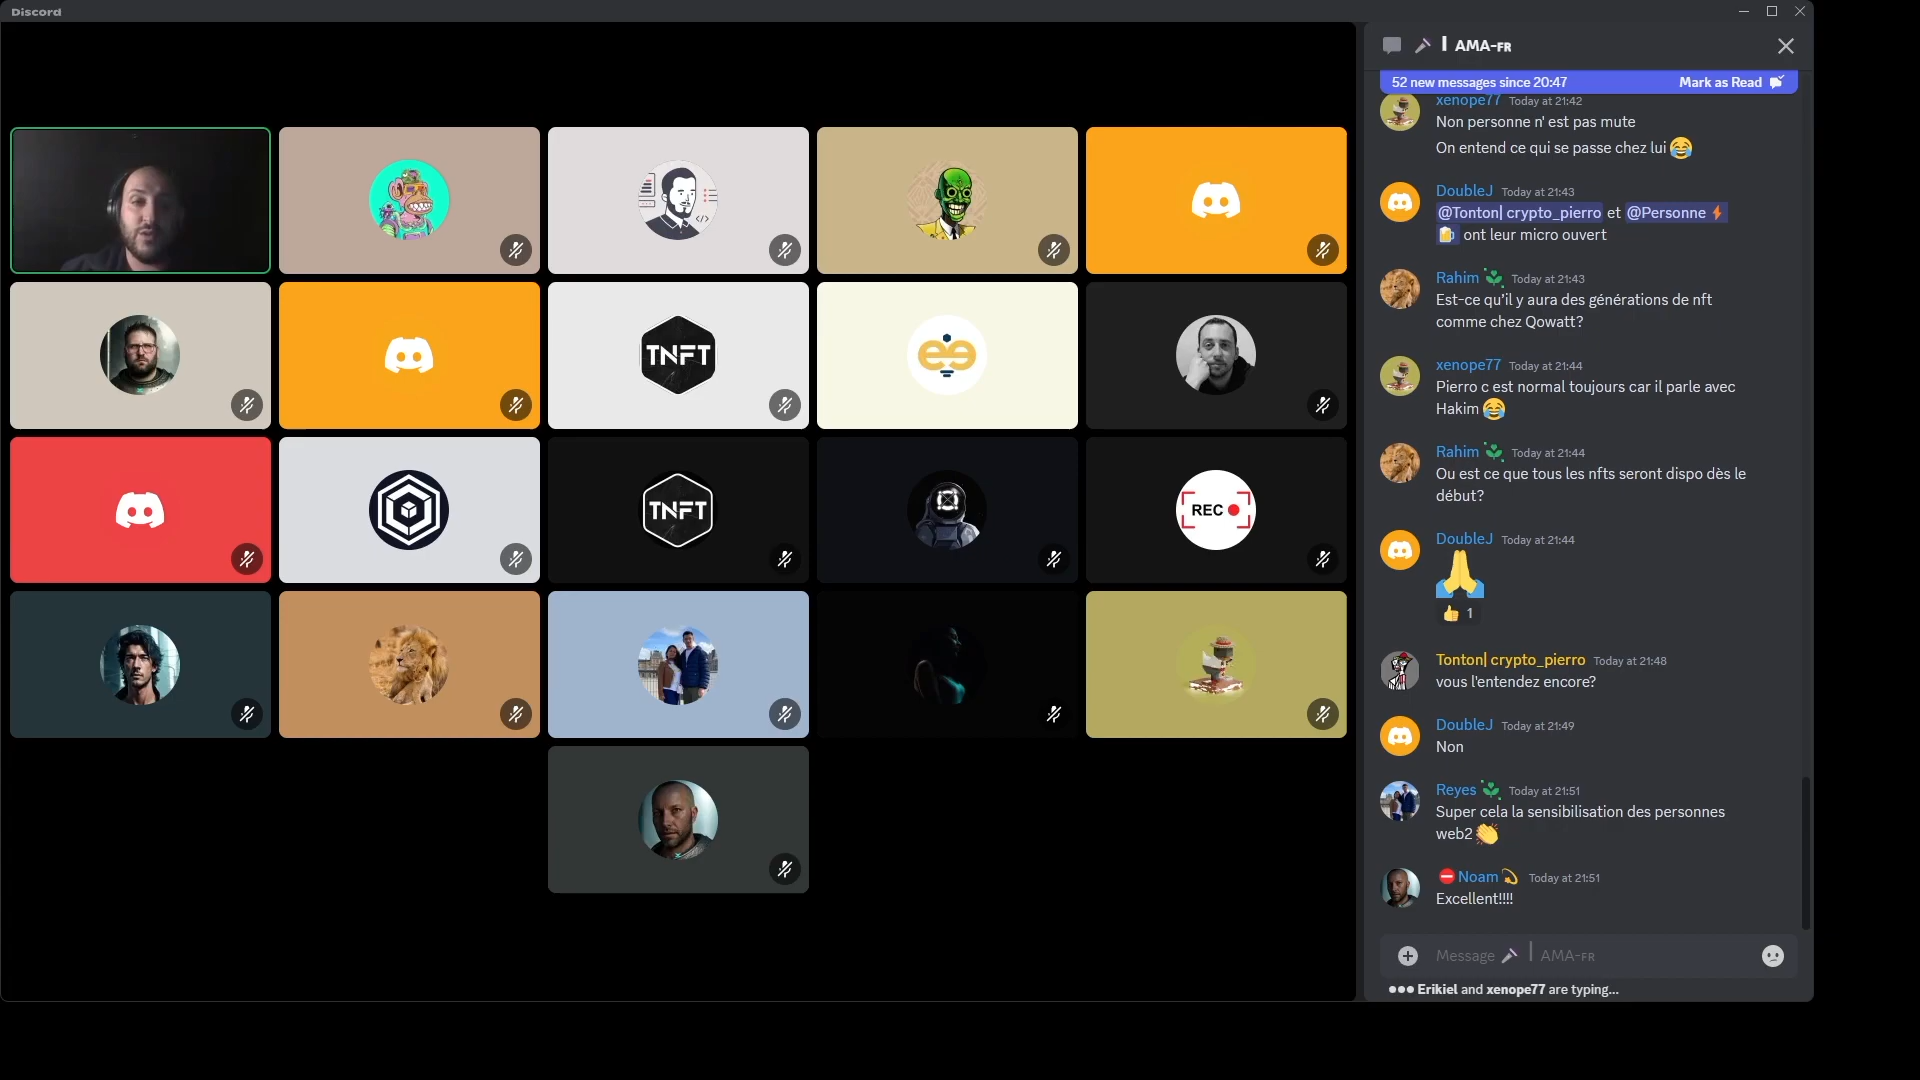 Discord
TNFT
TNFT
REC
AMA-FR
52 new messages since 20:47
Mark as Read
xenope77 Today at 21:42
Non personne n' est pas mute
On entend ce qui se passe chez lui 😂
DoubleJ Today at 21:43
@Tonton| crypto_pierro et @Personne⚡
🍺 ont leur micro ouvert
Rahim Today at 21:43
Est-ce qu'il y aura des générations de nft
comme chez Qowatt?
xenope77 Today at 21:44
Pierro c est normal toujours car il parle avec
Hakim 😂
Rahim Today at 21:44
Ou est ce que tous les nfts seront dispo dès le
début?
DoubleJ Today at 21:44
🙏
👍 1
Tonton| crypto_pierro Today at 21:48
vous l'entendez encore?
DoubleJ Today at 21:49
Non
Reyes Today at 21:51
Super cela la sensibilisation des personnes
web2 👏
⛔Noam💫 Today at 21:51
Excellent!!!!
Message | AMA-FR
Erikiel and xenope77 are typing...